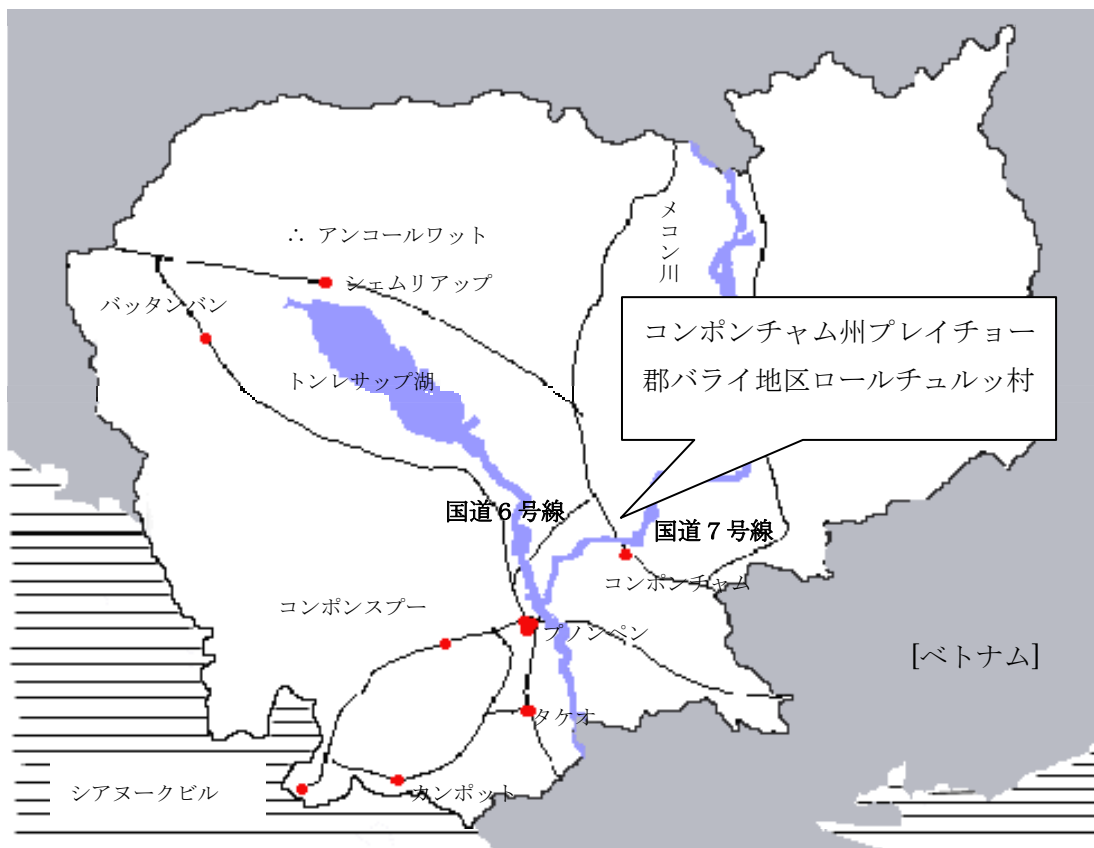 ∴ アンコールワット
メコン川
シェムリアップ
バッタンバン
コンポンチャム州プレイチョー
郡バライ地区ロールチュルッ村
トンレサップ湖
国道6号線
国道7号線
コンポンチャム
コンポンスプー
プノンペン
[ベトナム]
タケオ
シアヌークビル
カンポット